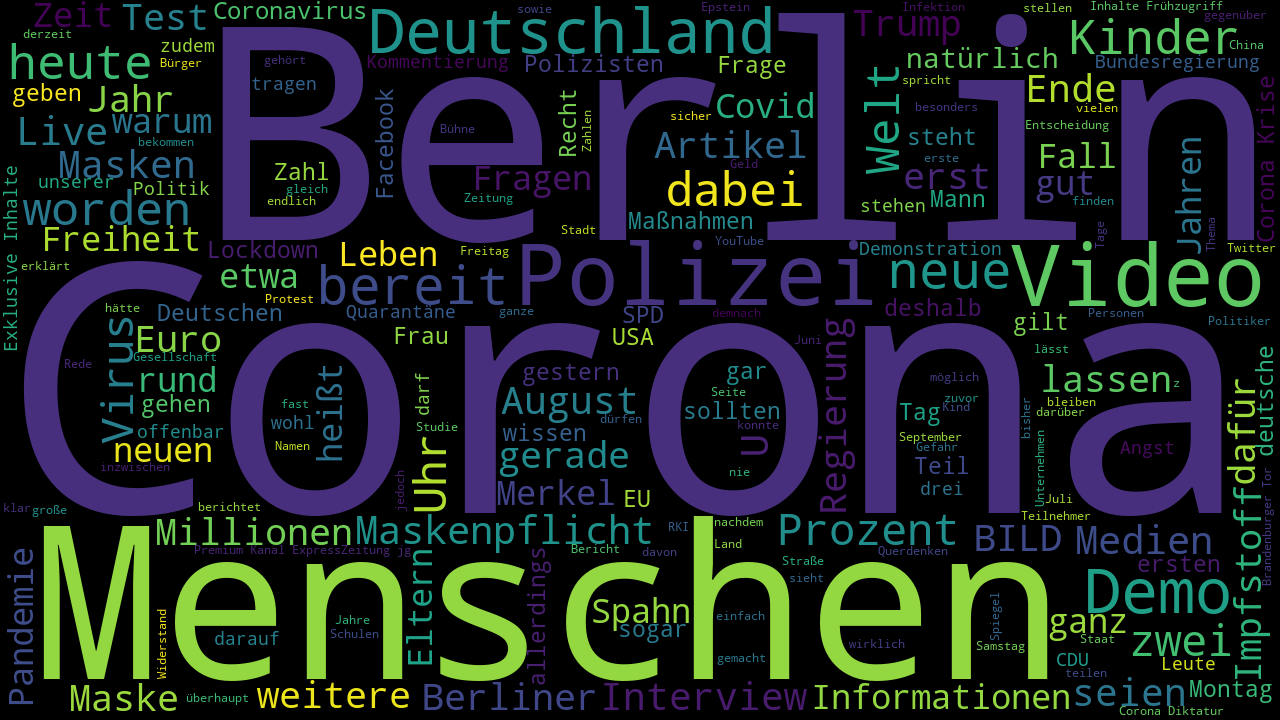 Zeit
Test
Coronavirus
Deutschland
sowie
Epstein
Infektion
Trump
stellen
Inhalte Frühzugriff
gegenüber
Kinder
China
derzeit
zudem
Bürger
heute
gehört
Kommentierung
Polizisten
Frage
natürlich
Bundesregierung
Berlin
geben
Jahr
tragen
Facebook
Recht
Zahlen
sicher
Covid
Welt
spricht
Ende
vielen
besonders
Live
warum
bekommen
Bühne
Artikel
steht
Entscheidung
Corona Krise
Masken
Zahl
Fragen
Geld
erste
erst
Fall
Jahren
unserer
Politik
gleich
endlich
Zeitung
dabei
gut
Mann
finden
stehen
Exklusive Inhalte
worden
Maßnahmen
Stadt
Tage
Thema
Twitter
Freiheit
Lockdown
Leben
Freitag
YouTube
Demonstration
erklärt
etwa
bereit
Polizei
neue
Video
Protest
hätte
Deutschen
Quarantäne
ganze
SPD
demnach
deshalb
Personen
gilt
Politiker
Virus
Euro
Frau
USA
Juni
Corona
Rede
Gesellschaft
gestern
gar
Regierung
lässt
deutsche
rund
heißt
darf
Seite
möglich
lassen
z
gehen
fast
wohl
August
dürfen
sollten
zuvor
Kind
bleiben
darüber
bisher
dafür
offenbar
Studie
wissen
konnte
u
Tag
neuen
Namen
Uhr
gerade
September
Gefahr
Angst
inzwischen
nie
Teil
Unternehmen
jedoch
Merkel
EU
drei
Juli
klar
große
berichtet
Teilnehmer
Impfstoff
Brandenburger Tor
Millionen
Maskenpflicht
RKI
nachdem
Prozent
BILD
Medien
Menschen
Premium Kanal ExpressZeitung jg
Bericht
davon
Land
Querdenken
ersten
Pandemie
Eltern
allerdings
Straße
sieht
Demo
Widerstand
Jahre
Schulen
darauf
Spahn
sogar
einfach
wirklich
Spiegel
Samstag
ganz
Staat
zwei
gemacht
CDU
Leute
teilen
Maske
überhaupt
weitere
Berliner
Interview
Informationen
seien
Montag
Corona Diktatur